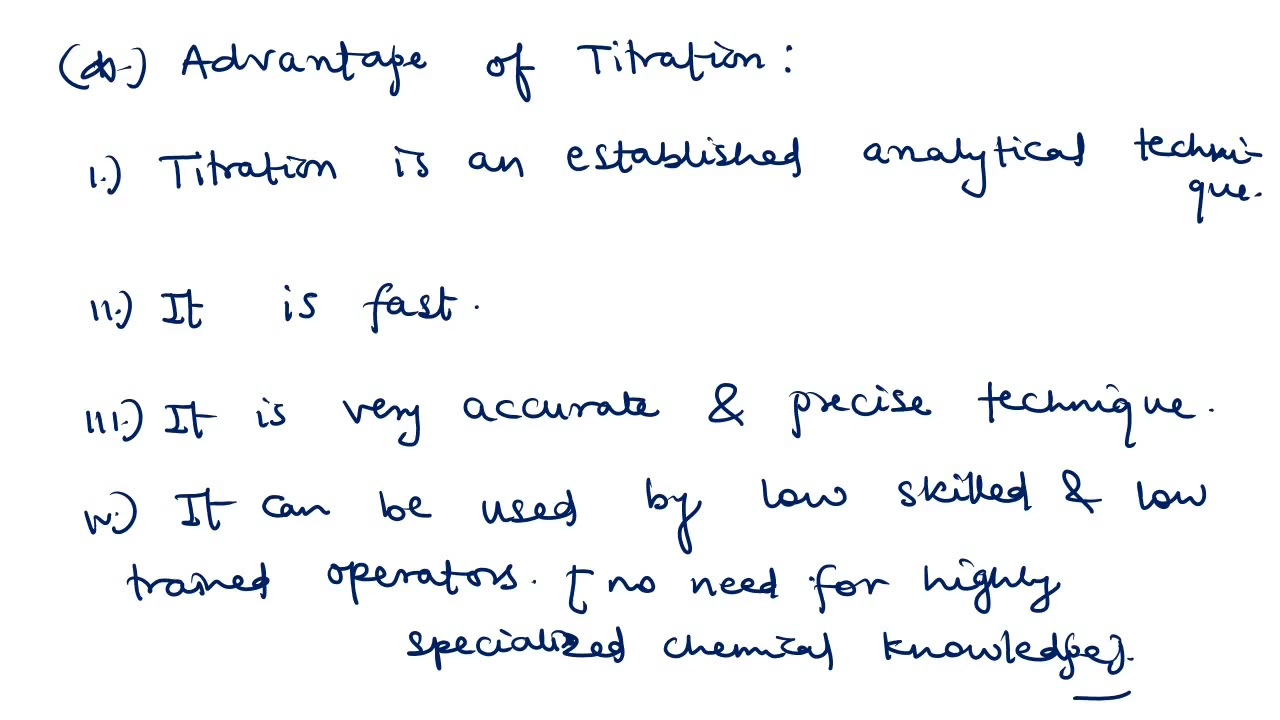 (d.) Advantage of Titration:
i.) Titration is an established analytical techni-
que.
ii.) It is fast.
iii.) It is very accurate & precise technique.
iv.) It can be used by low skilled & low
trained operators. [no need for highly
specialized chemical knowledge].